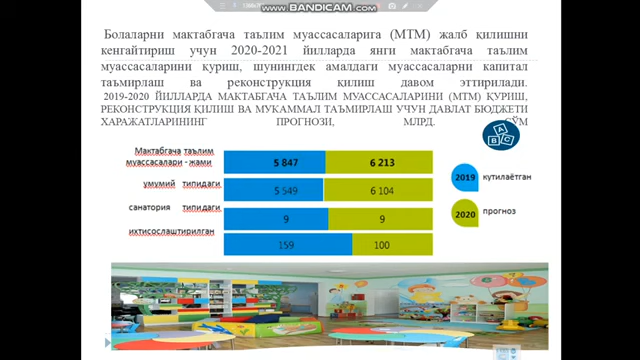 www.BANDICAM.com
Болаларни мактабгача таълим муассасаларига (МТМ) жалб қилишни
кенгайтириш учун 2020-2021 йилларда янги мактабгача таълим
муассасаларини қуриш, шунингдек амалдаги муассасаларни капитал
таъмирлаш ва реконструкция қилиш давом эттирилади.
2019-2020 ЙИЛЛАРДА МАКТАБГАЧА ТАЪЛИМ МУАССАСАЛАРИНИ (МТМ) ҚУРИШ,
РЕКОНСТРУКЦИЯ ҚИЛИШ ВА МУКАММАЛ ТАЪМИРЛАШ УЧУН ДАВЛАТ БЮДЖЕТИ
ХАРАЖАТЛАРИНИНГ ПРОГНОЗИ, МЛРД. СЎМ
A B C
Мактабгача таълим
муассасалари - жами
5 847 6 213
умумий типидаги
5 549 6 104
санатория типидаги
9 9
ихтисослаштирилган
159 100
2019 кутилаётган
2020 прогноз